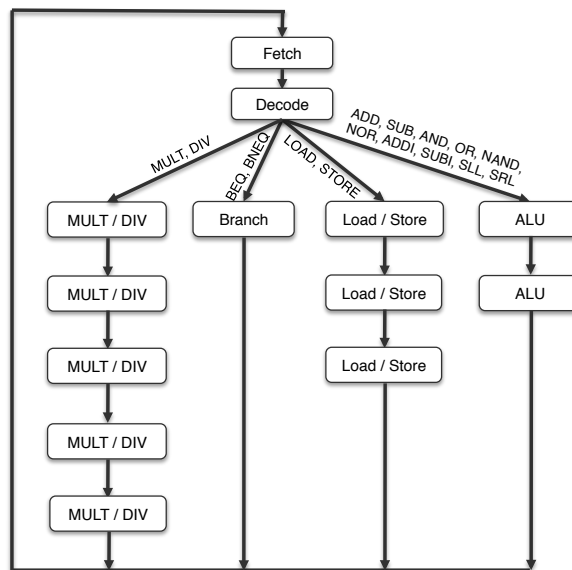 Fetch
Decode
MULT, DIV
BEQ, BNEQ
LOAD, STORE
ADD, SUB, AND, OR, NAND,
NOR, ADDI, SUBI, SLL, SRL
MULT / DIV
Branch
Load / Store
ALU
MULT / DIV
Load / Store
ALU
MULT / DIV
Load / Store
MULT / DIV
MULT / DIV